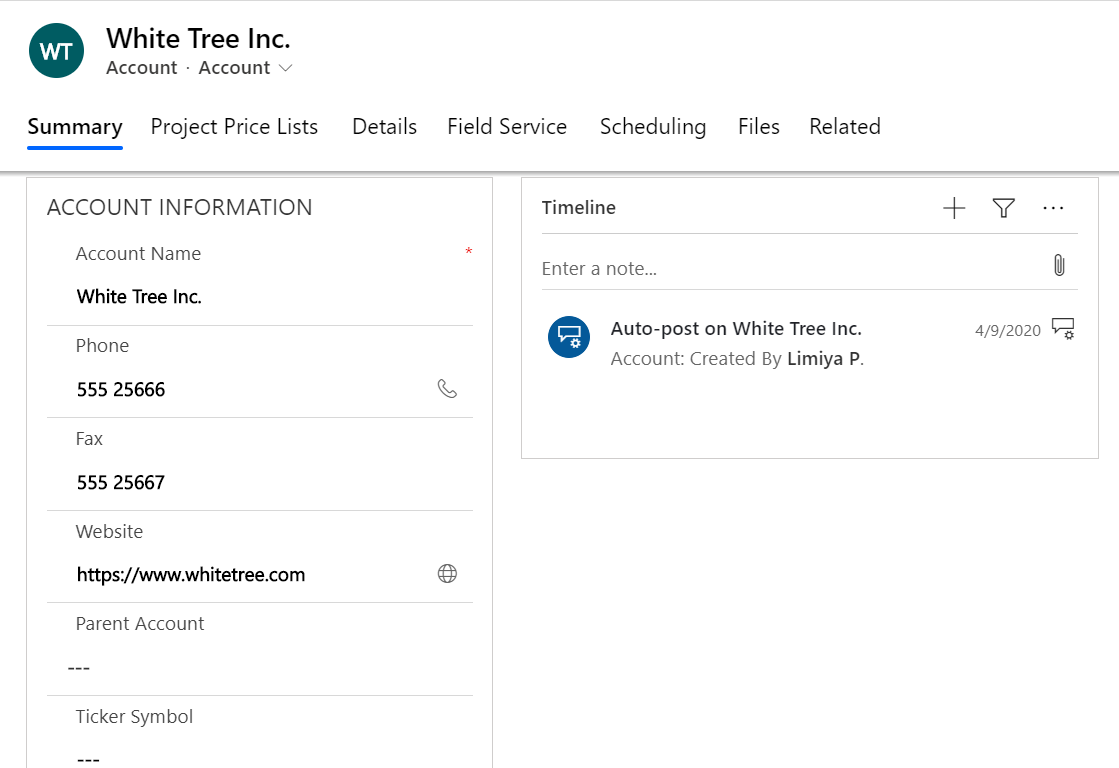 WT
White Tree Inc.
Account · Account
Summary Project Price Lists Details Field Service Scheduling Files Related
ACCOUNT INFORMATION
Account Name *
White Tree Inc.
Phone
555 25666
Fax
555 25667
Website
https://www.whitetree.com
Parent Account
---
Ticker Symbol
---
Timeline
Enter a note...
Auto-post on White Tree Inc. 4/9/2020
Account: Created By Limiya P.